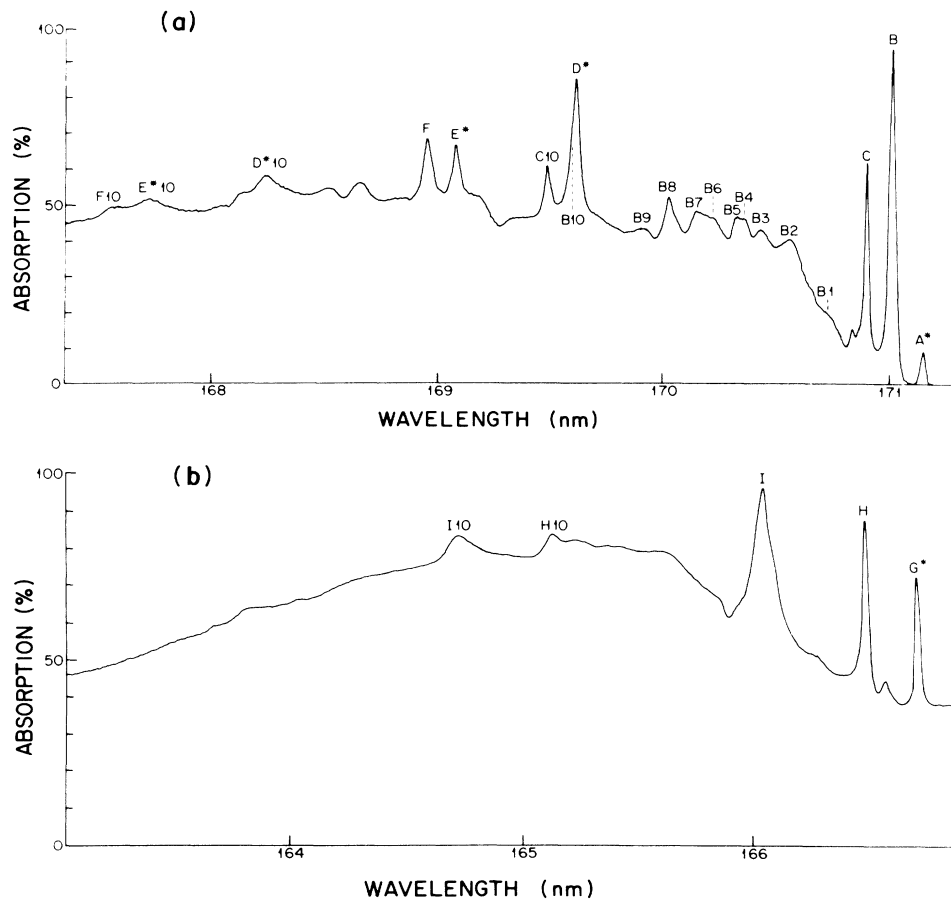 (a)
100
50
0
ABSORPTION (%)
F10
E*10
D*10
F
E*
C10
D*
B10
B9
B8
B7
B6
B5
B4
B3
B2
B1
C
B
A*
168
169
170
171
WAVELENGTH (nm)
(b)
100
50
0
ABSORPTION (%)
I10
H10
I
H
G*
164
165
166
WAVELENGTH (nm)